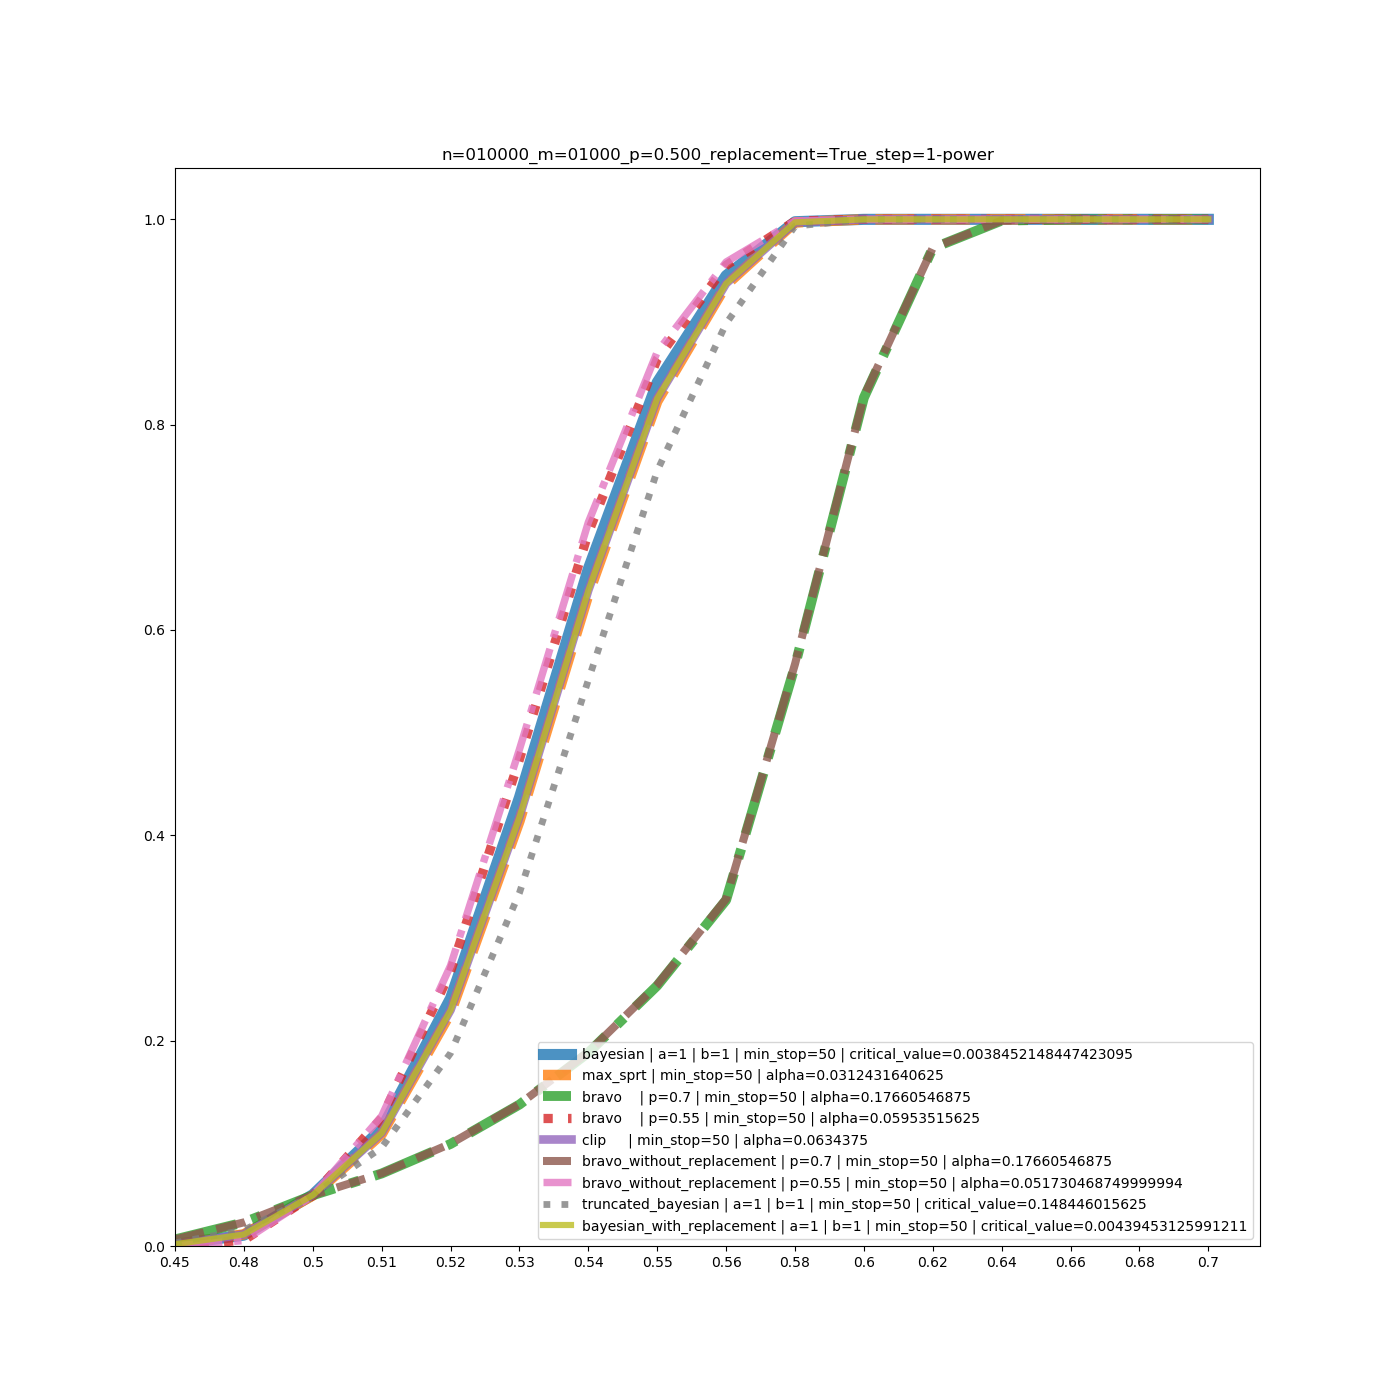 n=010000_m=01000_p=0.500_replacement=True_step=1-power
1.0
0.8
0.6
0.4
0.2
0.0
bayesian | a=1 | b=1 | min_stop=50 | critical_value=0.0038452148447423095
max_sprt | min_stop=50 | alpha=0.0312431640625
bravo | p=0.7 | min_stop=50 | alpha=0.17660546875
bravo | p=0.55 | min_stop=50 | alpha=0.05953515625
clip | min_stop=50 | alpha=0.0634375
bravo_without_replacement | p=0.7 | min_stop=50 | alpha=0.17660546875
bravo_without_replacement | p=0.55 | min_stop=50 | alpha=0.051730468749999994
truncated_bayesian | a=1 | b=1 | min_stop=50 | critical_value=0.148446015625
bayesian_with_replacement | a=1 | b=1 | min_stop=50 | critical_value=0.00439453125991211
0.45 0.48 0.5 0.51 0.52 0.53 0.54 0.55 0.56 0.58 0.6 0.62 0.64 0.66 0.68 0.7